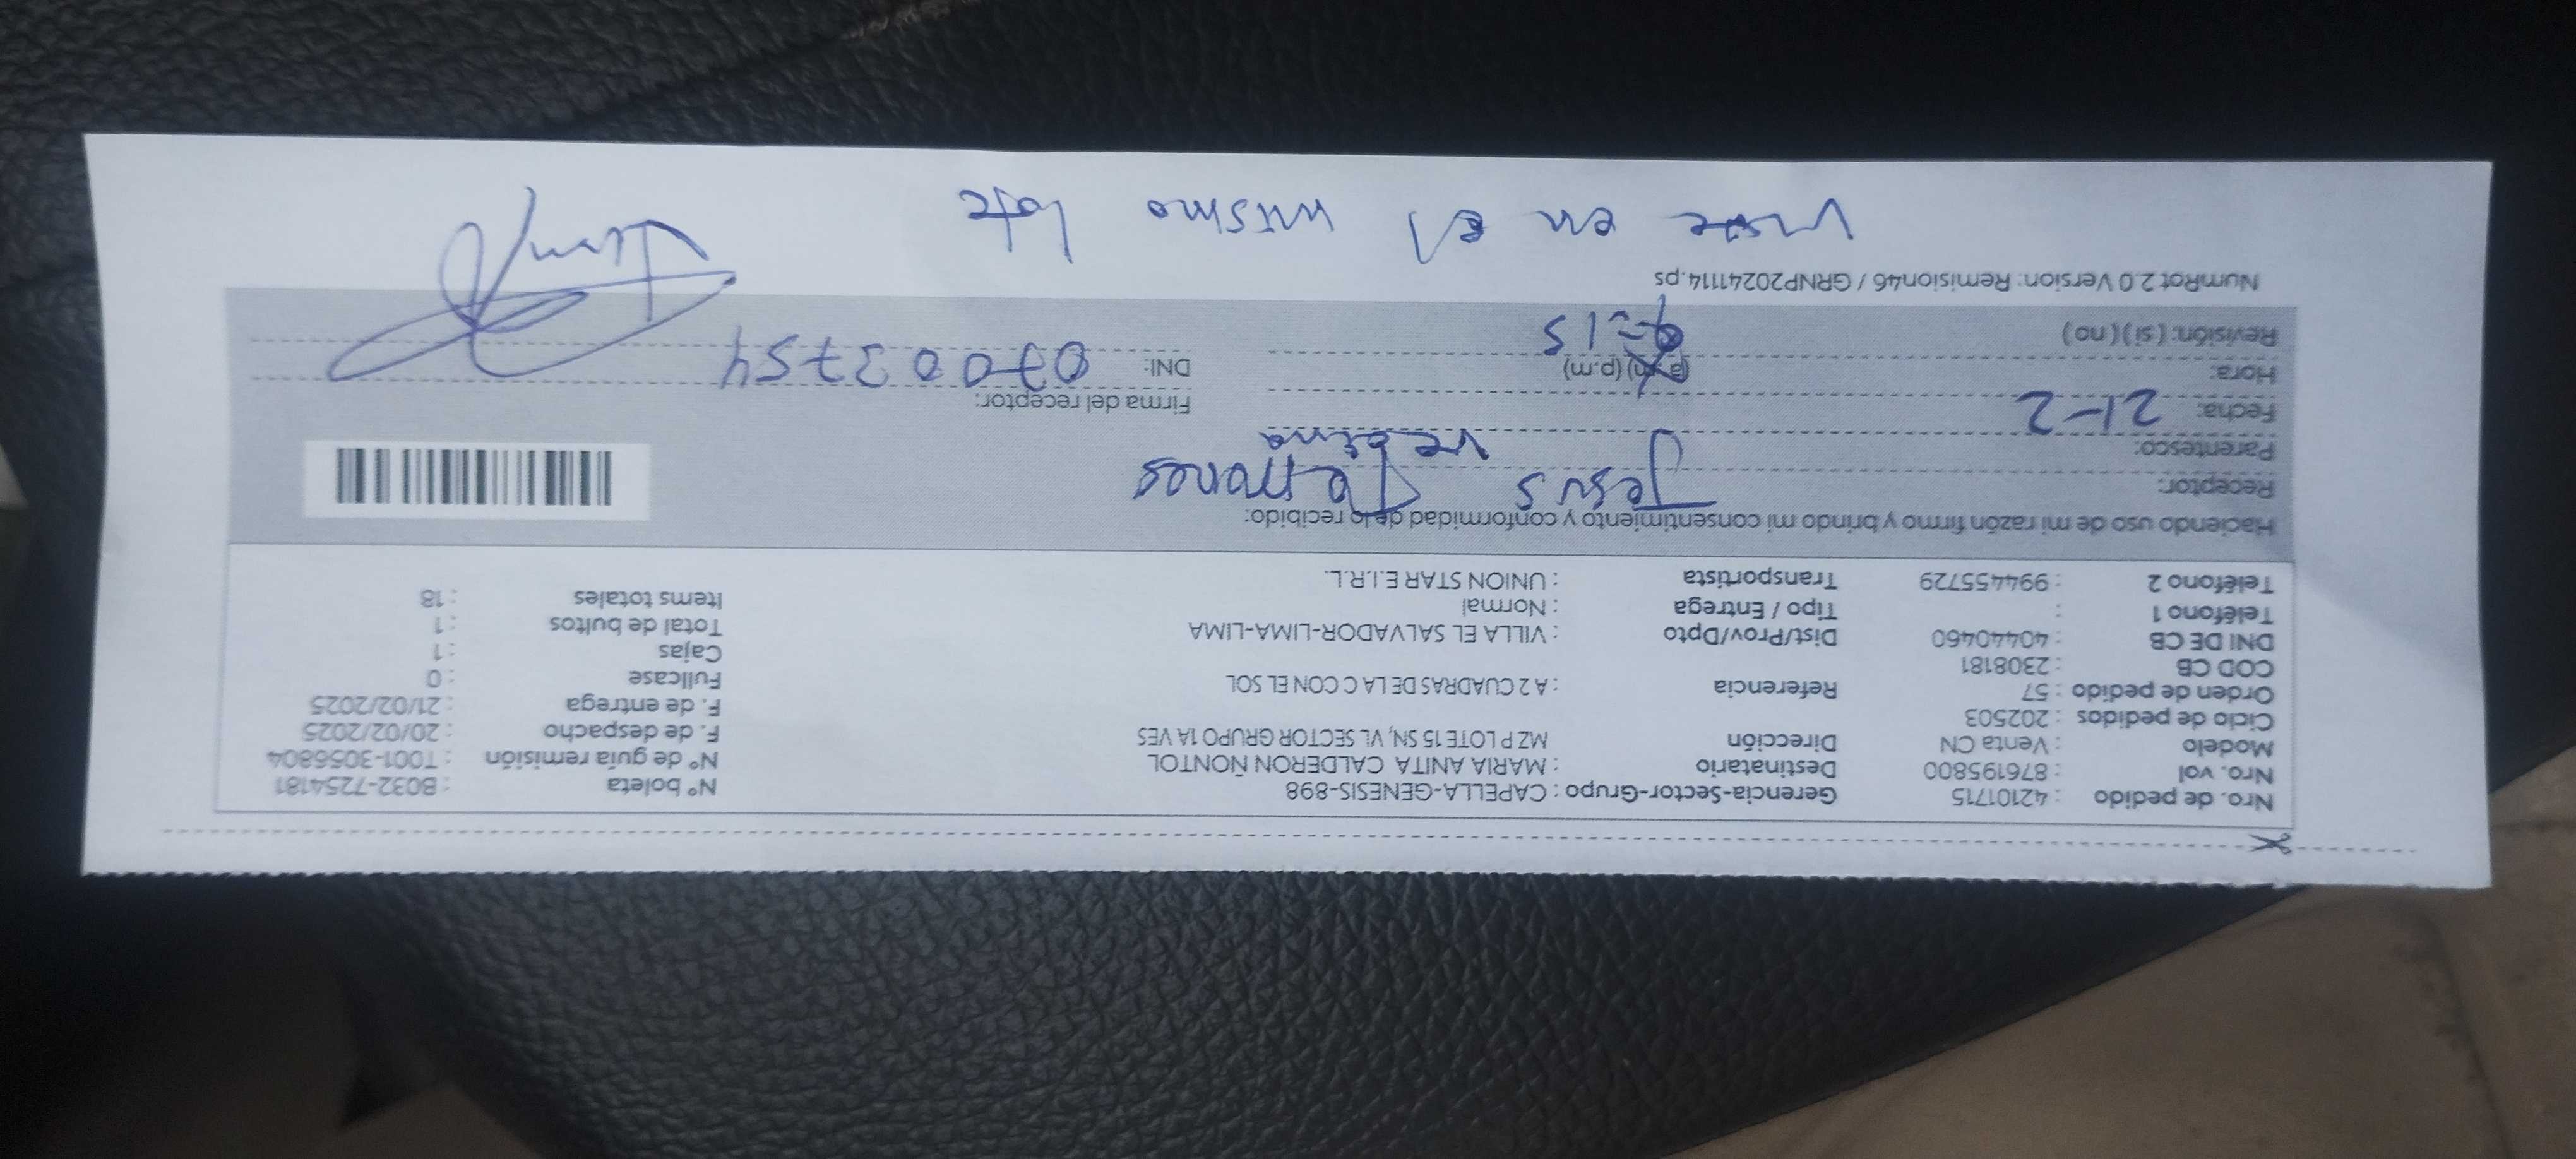 Nro. de pedido : 42101715 Gerencia-Sector-Grupo : CAPELLA-GENESIS-898 N° boleta : B032-7254181
Nro. vol : 876195800 Destinatario : MARIA ANITA CALDERON ÑONTOL N° de guía remisión : T001-3056804
Modelo : Venta CN Dirección MZ P LOTE 15 SN, VL SECTOR GRUPO 1A VES F. de despacho : 20/02/2025
Ciclo de pedidos : 202503 F. de entrega : 21/02/2025
Orden de pedido : 57 Referencia : A 2 CUADRAS DE LA C CON EL SOL Fullcase : 0
COD CB : 2308181 Cajas : 1
DNI DE CB : 40440460 Dist/Prov/Dpto : VILLA EL SALVADOR-LIMA-LIMA Total de bultos : 1
Teléfono 1 : Tipo / Entrega : Normal Items totales : 18
Teléfono 2 : 994455729 Transportista : UNION STAR E.I.R.L.
Haciendo uso de mi razón firmo y brindo mi consentimiento y conformidad de lo recibido:
Receptor: Jesus
Parentesco: vecina
Fecha: 21-2 Firma del receptor:
Hora: (a.m) (p.m) DNI: 07003754
Revisión: ( si ) ( no ) :15
NumRot 2.0 Version: Remision46 / GRNP20241114.ps
vive en el mismo lote